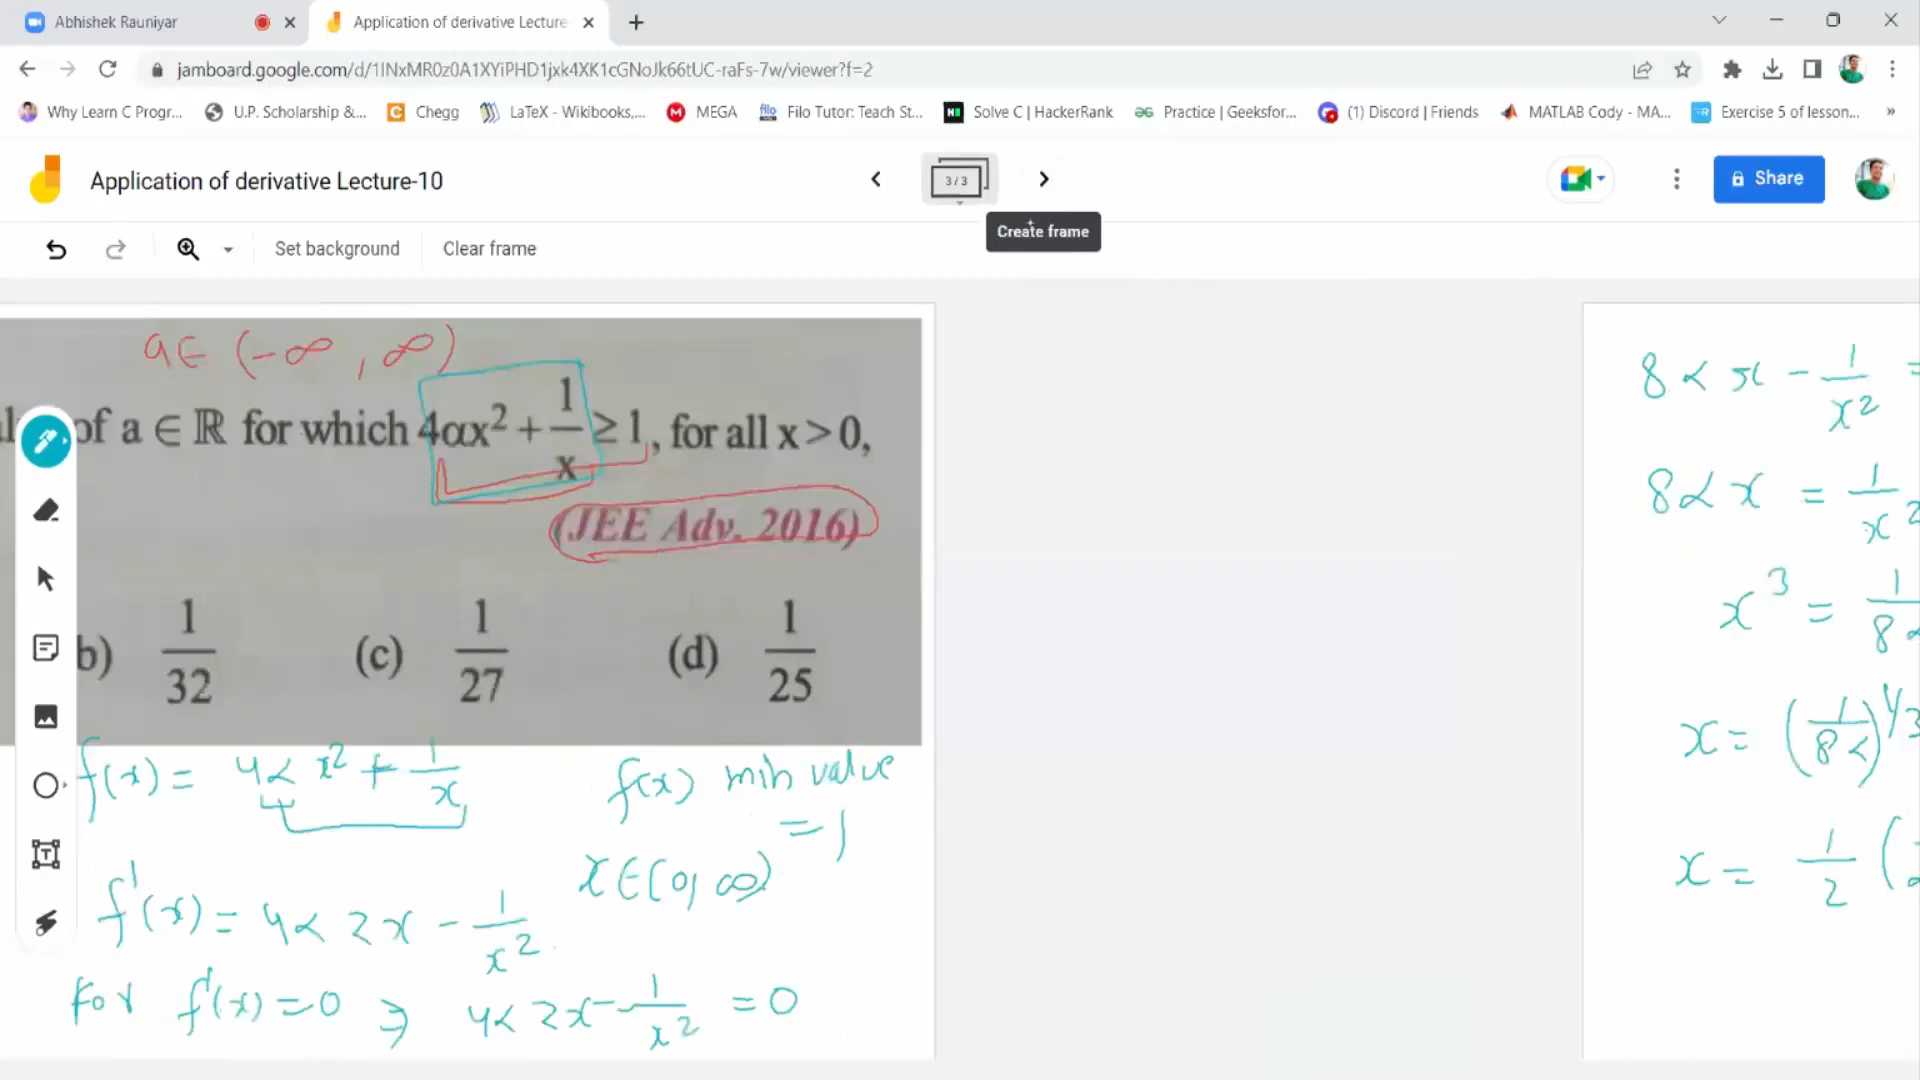 Abhishek Rauniyar
Application of derivative Lecture-
jamboard.google.com/d/1INxMR0z0A1XYiPHD1jxk4XK1cGNoJk66tUC-raFs-7w/viewer?f=2
Why Learn C Progr... U.P. Scholarship &... Chegg LaTeX - Wikibooks,... MEGA Filo Tutor: Teach St... Solve C | HackerRank Practice | Geeksfor... (1) Discord | Friends MATLAB Cody - MA... Exercise 5 of lesson... »
Application of derivative Lecture-10
3 / 3
Share
Create frame
Set background Clear frame
a ∈ (-∞, ∞)
of a ∈ ℝ for which 4αx² + 1/x ≥ 1, for all x > 0,
(JEE Adv. 2016)
b) 1/32 (c) 1/27 (d) 1/25
f(x) = 4α x² + 1/x
f(x) min value = 1
x ∈ (0, ∞)
f'(x) = 4α 2x - 1/x²
For f'(x) = 0 ⇒ 4α 2x - 1/x² = 0
8αx - 1/x² =
8αx = 1/x²
x³ = 1/8α
x = (1/8α)^1/3
x = 1/2 (